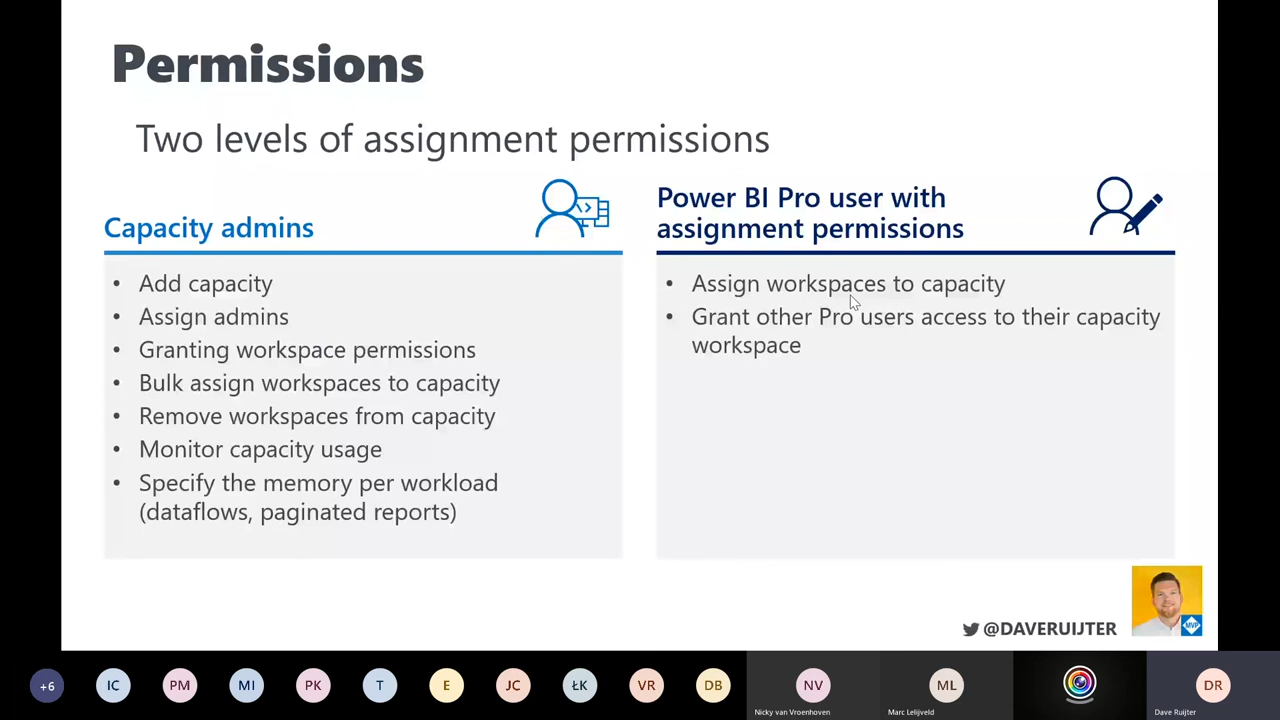 Permissions
Two levels of assignment permissions
Capacity admins
• Add capacity
• Assign admins
• Granting workspace permissions
• Bulk assign workspaces to capacity
• Remove workspaces from capacity
• Monitor capacity usage
• Specify the memory per workload
(dataflows, paginated reports)
Power BI Pro user with
assignment permissions
• Assign workspaces to capacity
• Grant other Pro users access to their capacity
workspace
@DAVERUIJTER
MVP
+6
IC
PM
MI
PK
T
E
JC
ŁK
VR
DB
NV
Nicky van Vroenhoven
ML
Marc Lelijveld
DR
Dave Ruijter